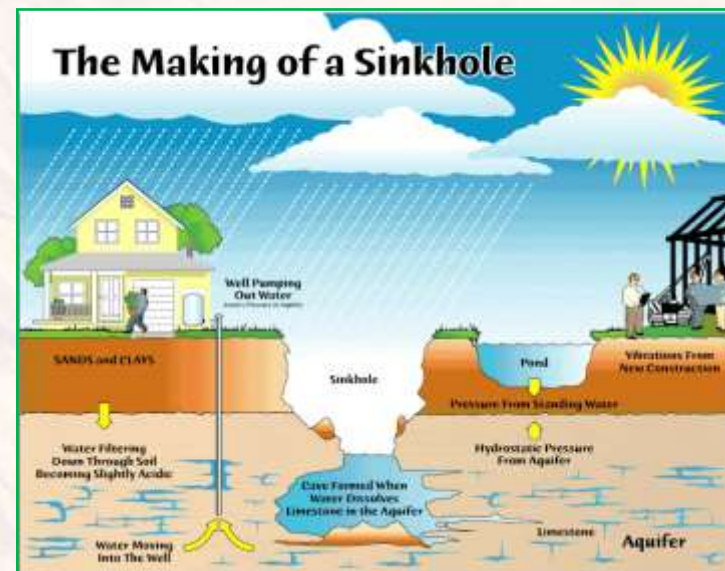 The Making of a Sinkhole
Well Pumping
Out Water
SANDS and CLAYS
Sinkhole
Pond
Vibrations From
New Construction
Pressure From Standing Water
Water Filtering
Down Through Soil
Becoming Slightly Acidic
Hydrostatic Pressure
From Aquifer
Cave Formed When
Water Dissolves
Limestone in the Aquifer
Limestone
Aquifer
Water Moving
Into The Well